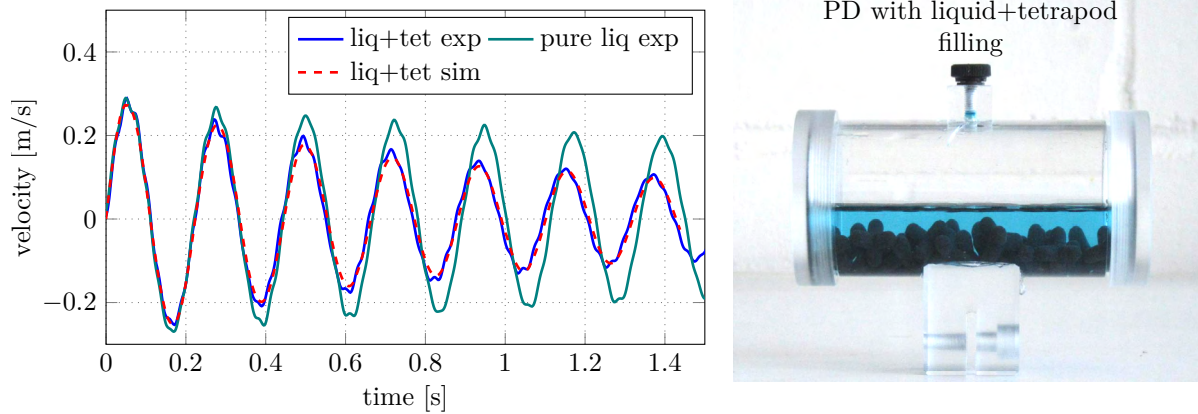 liq+tet exp
pure liq exp
liq+tet sim
velocity [m/s]
0.4
0.2
0
−0.2
0
0.2
0.4
0.6
0.8
1
1.2
1.4
time [s]
PD with liquid+tetrapod
filling